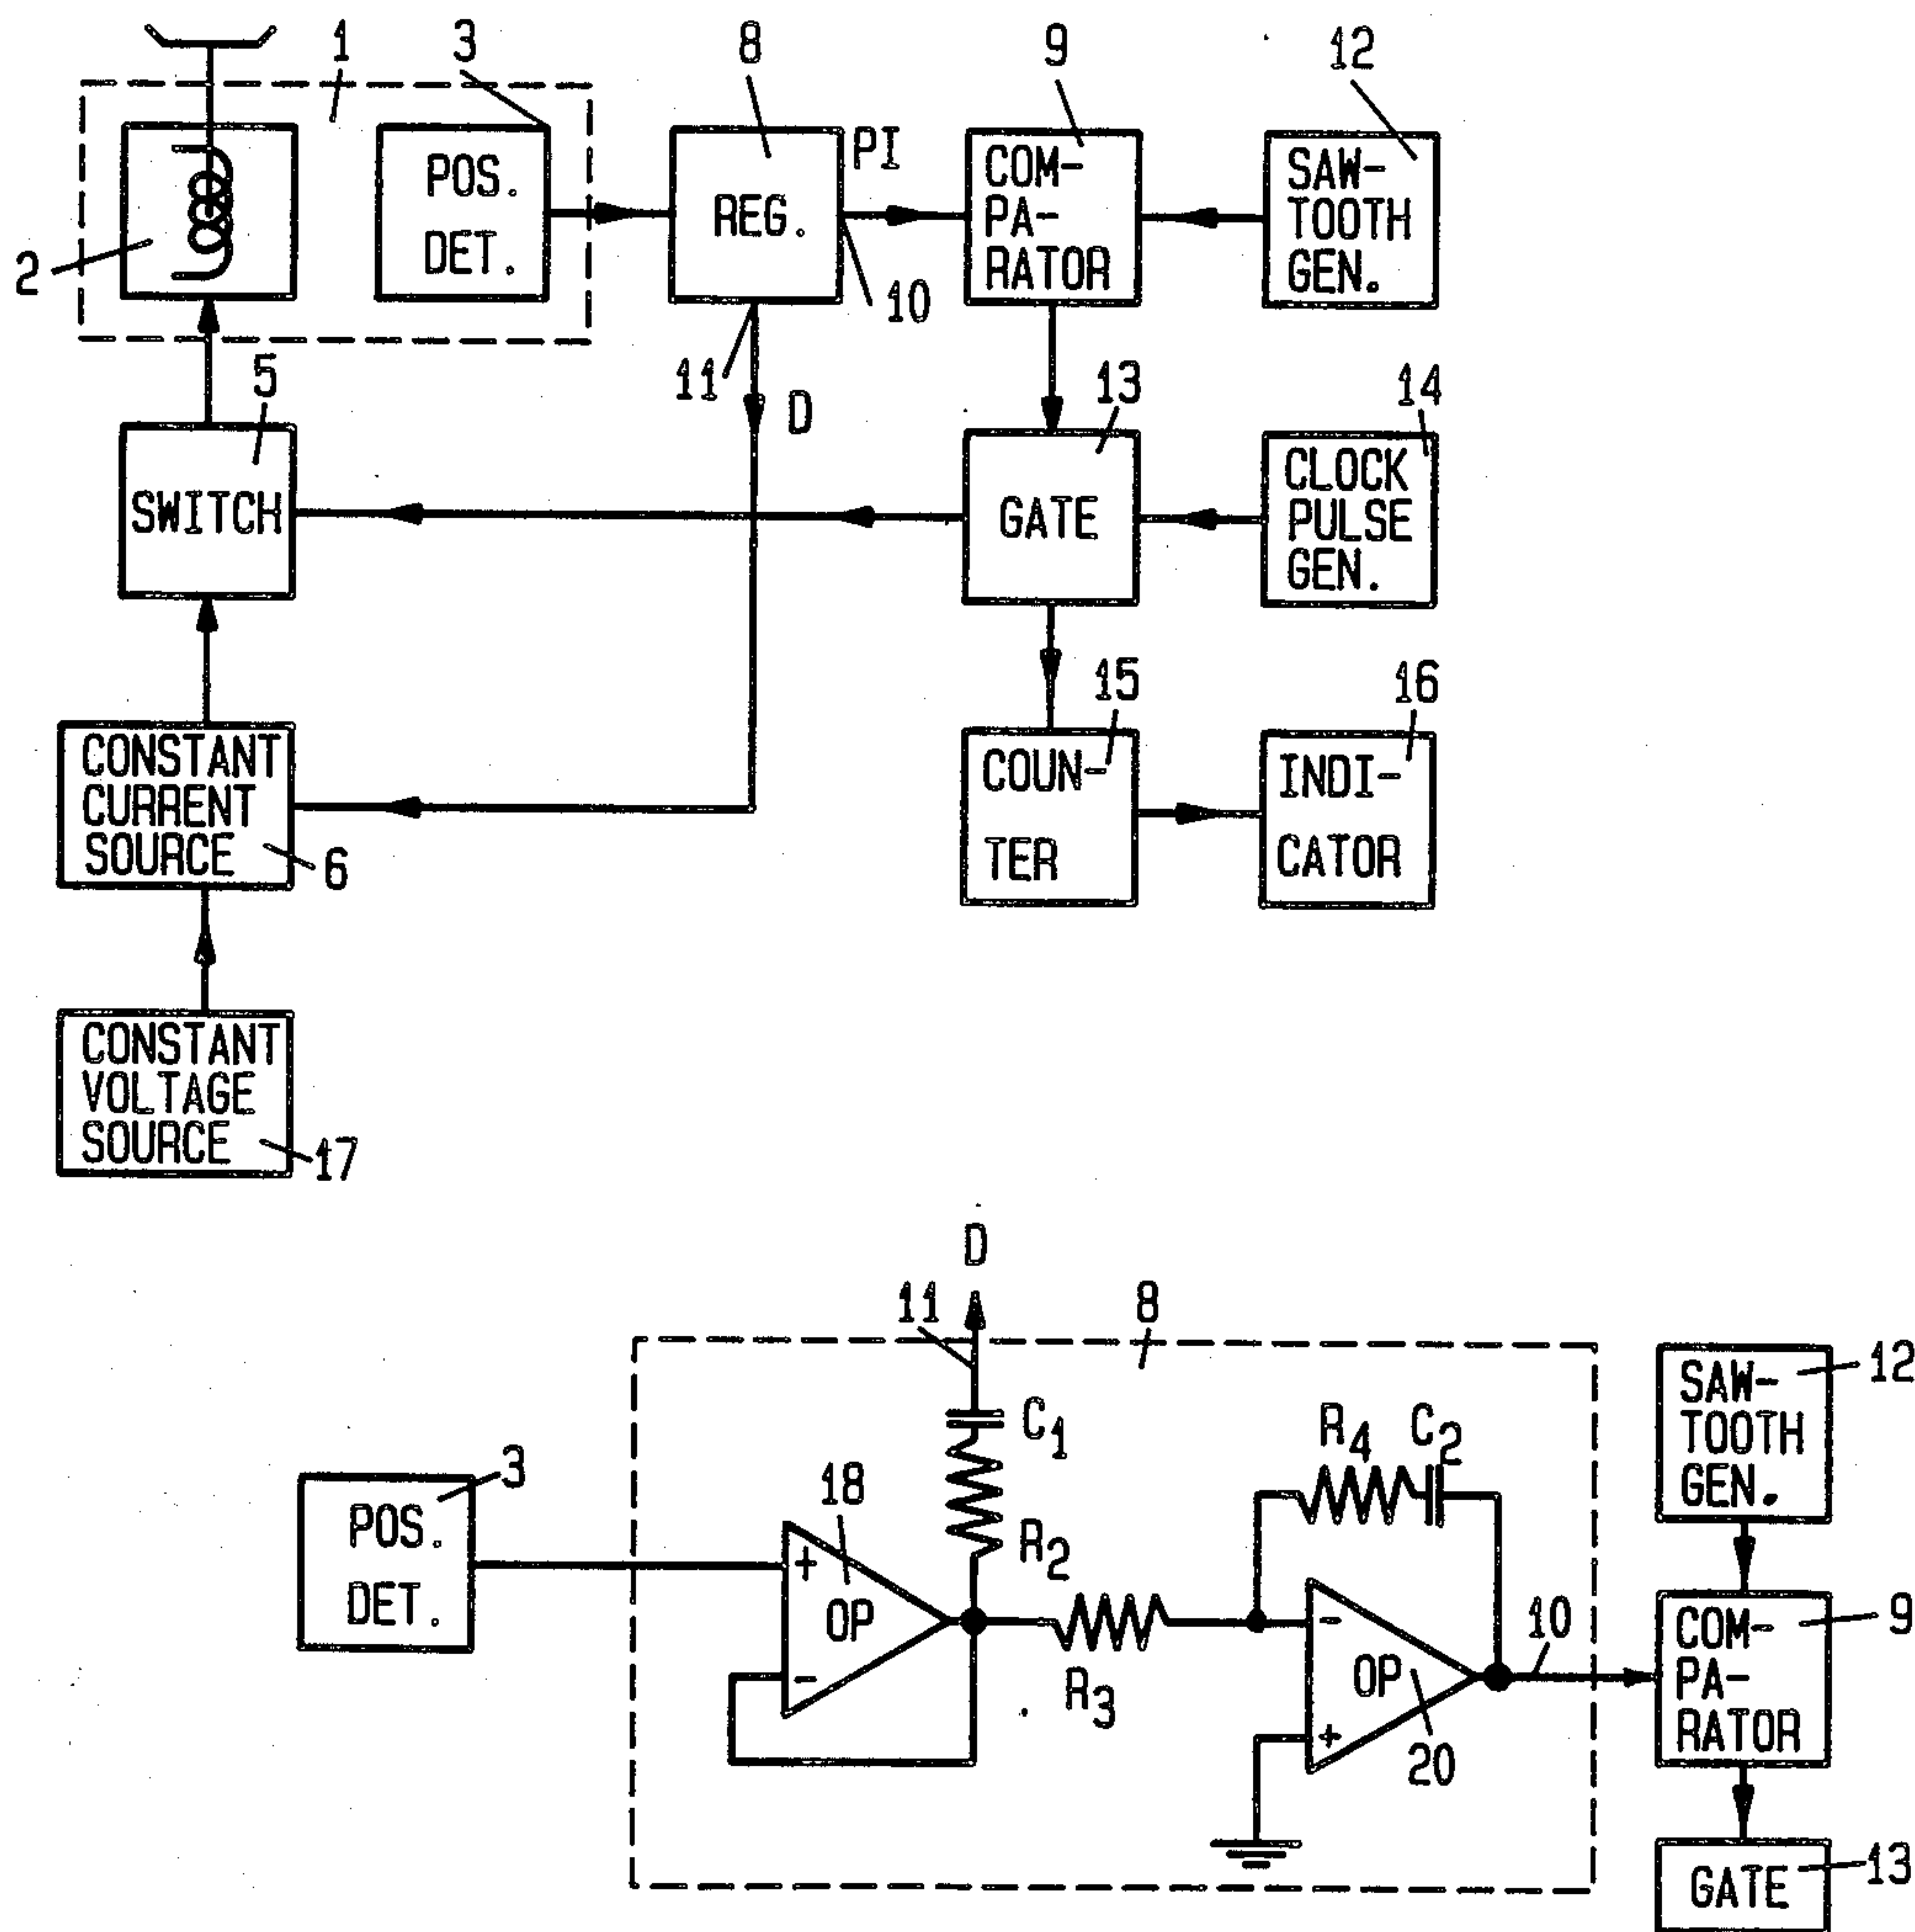 1
3
8
9
12
POS.
DET.
REG.
PI
COM-
PA-
RATOR
SAW-
TOOTH
GEN.
2
10
11
D
5
13
14
SWITCH
GATE
CLOCK
PULSE
GEN.
15
16
CONSTANT
CURRENT
SOURCE
6
COUN-
TER
INDI-
CATOR
CONSTANT
VOLTAGE
SOURCE
17
D
11
8
C1
R4 C2
SAW-
TOOTH
GEN.
12
3
POS.
DET.
18
+
OP
-
R2
R3
-
OP
+
20
10
COM-
PA-
RATOR
9
GATE
13